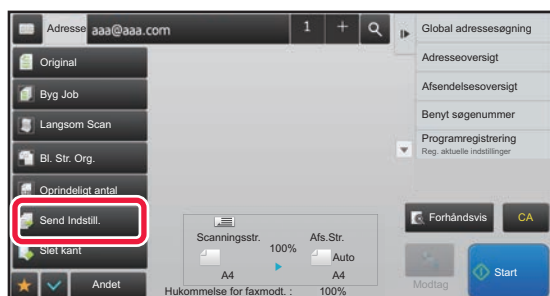 Adresse aaa@aaa.com 1 +
Original
Byg Job
Langsom Scan
Bl. Str. Org.
Oprindeligt antal
Send Indstill.
Slet kant
Andet
Scanningsstr. 100% Afs.Str.
Auto
A4 A4
Hukommelse for faxmodt. : 100%
Global adressesøgning
Adresseoversigt
Afsendelsesoversigt
Benyt søgenummer
Programregistrering
Reg. aktuelle indstillinger
Forhåndsvis CA
Modtag Start